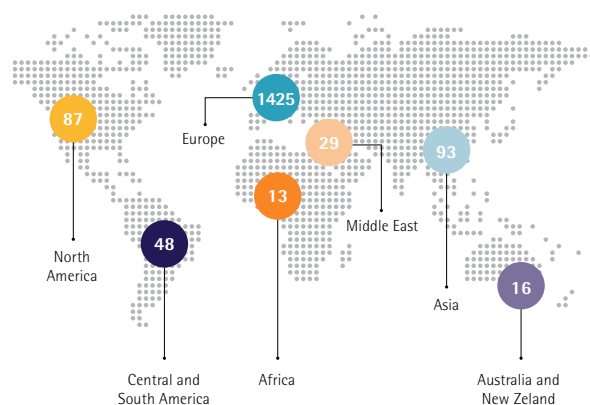 1425
87
Europe
29
93
13
Middle East
48
North
America
16
Asia
Central and
South America
Africa
Australia and
New Zeland